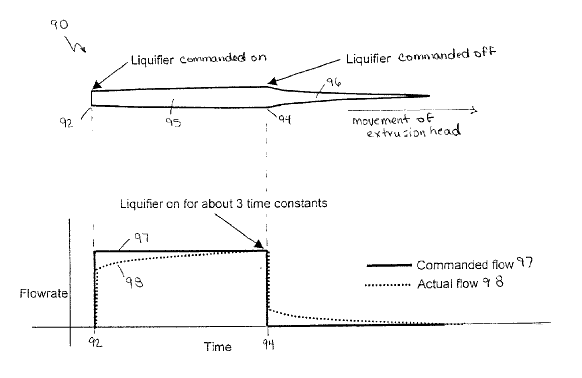 90
Liquifier commanded on
Liquifier commanded off
96
92
95
94
movement of
extrusion head
Liquifier on for about 3 time constants
97
98
Commanded flow 97
Actual flow 98
Flowrate
92
Time
94